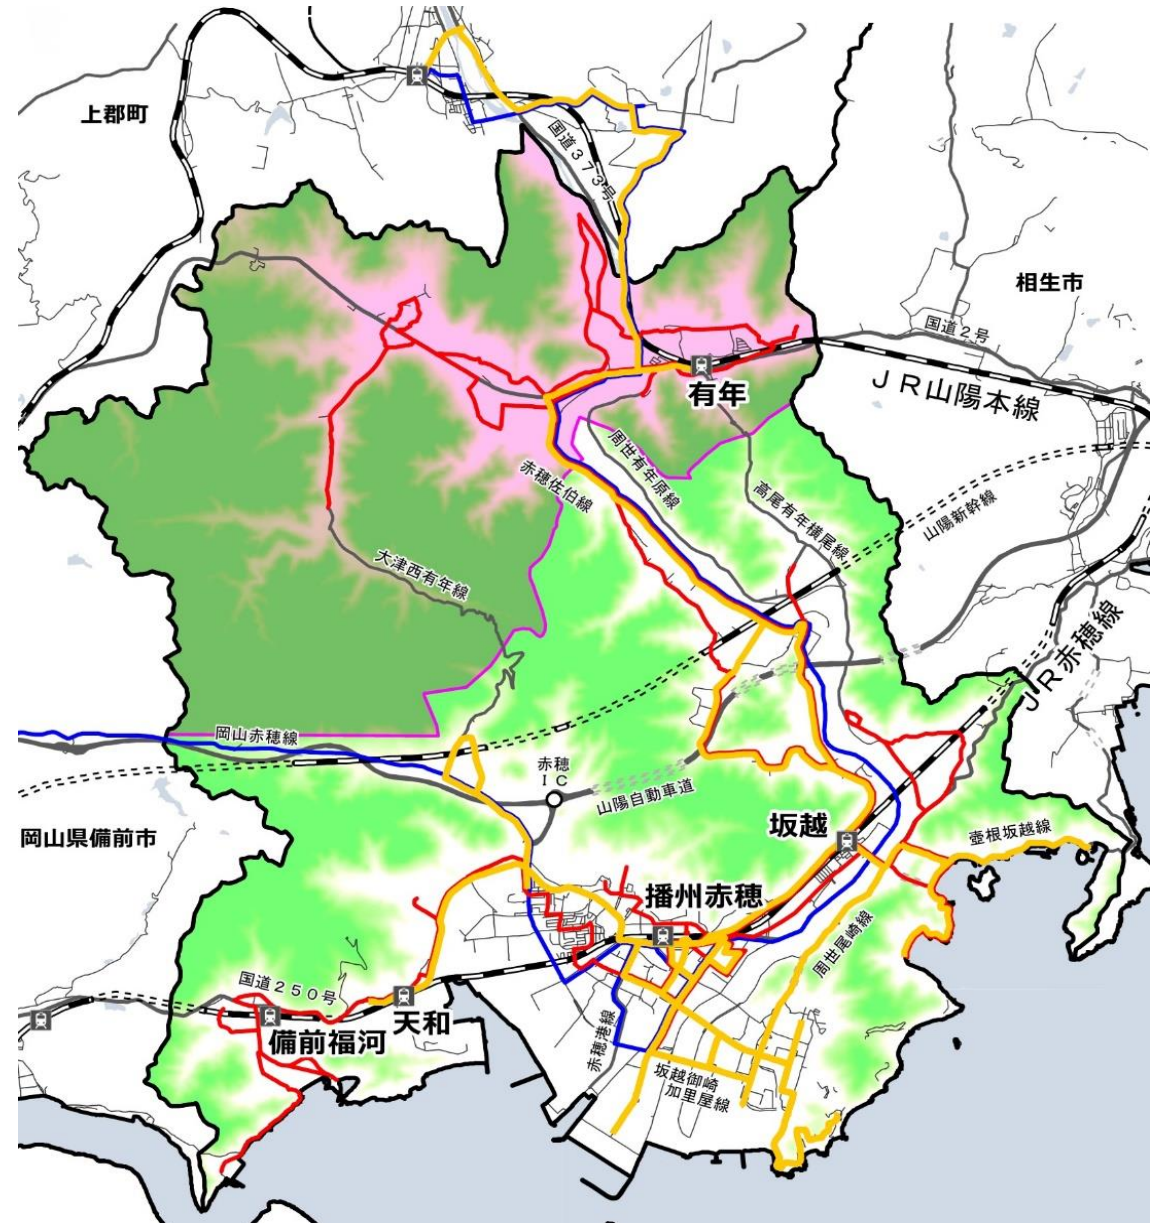 上郡町
国道373号
相生市
国道2号
JR山陽本線
有年
周世有年原線
赤穂佐伯線
高尾有年横尾線
山陽新幹線
大津西有年線
JR赤穂線
岡山赤穂線
赤穂
IC
山陽自動車道
岡山県備前市
坂越
壺根坂越線
播州赤穂
周世尾崎線
国道250号
天和
備前福河
赤穂港線
坂越御崎
加里屋線